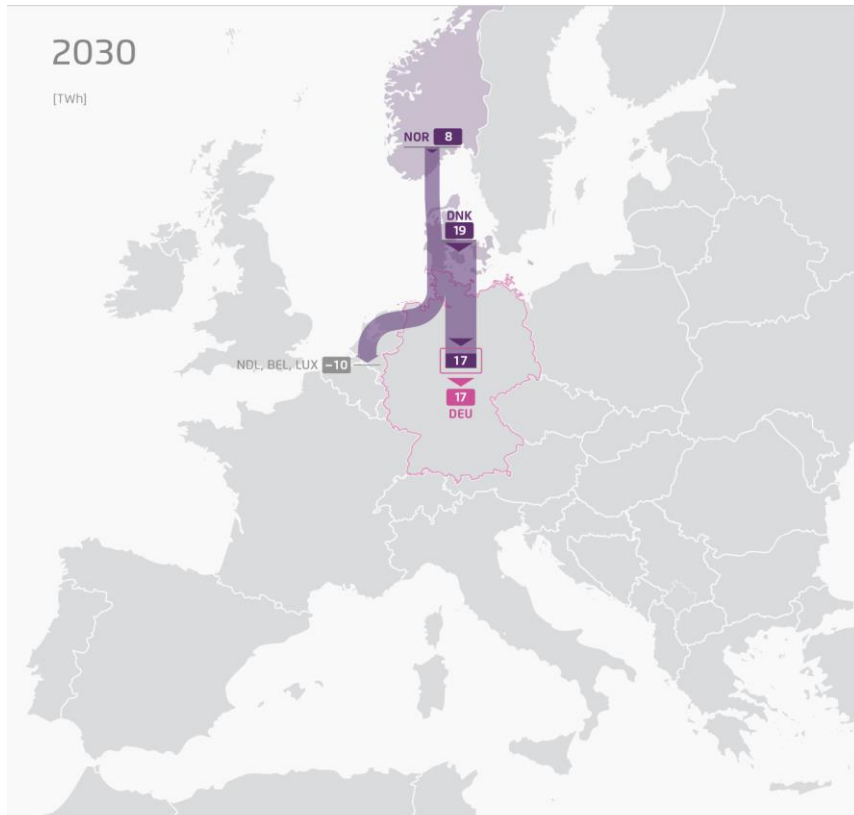 2030
[TWh]
NOR 8
DNK
19
NDL, BEL, LUX –10
17
17
DEU